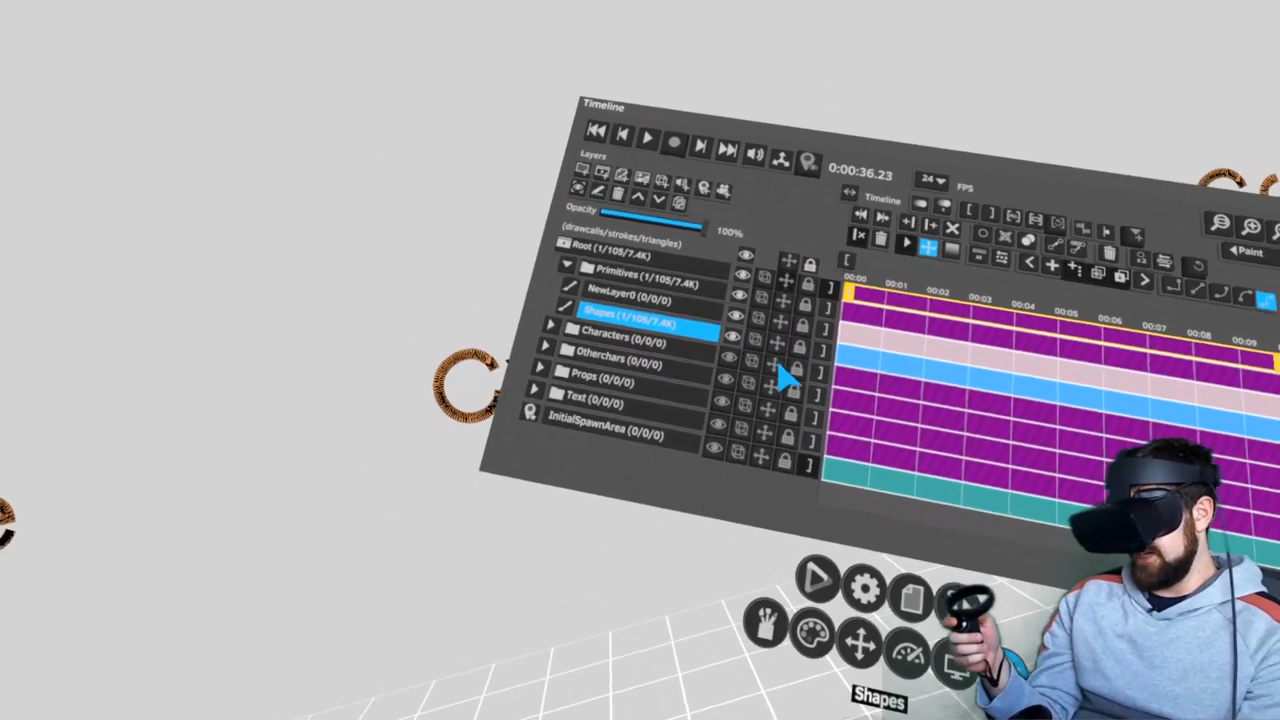 Timeline
0:00:36.23
24
FPS
Layers
Timeline
Opacity
100%
Paint
(drawcalls/strokes/triangles)
Root (1/105/7.4K)
Primitives (1/105/7.4K)
NewLayer0 (0/0/0)
Shapes (1/105/7.4K)
Characters (0/0/0)
Otherchars (0/0/0)
Props (0/0/0)
Text (0/0/0)
InitialSpawnArea (0/0/0)
00:00 00:01 00:02 00:03 00:04 00:05 00:06 00:07 00:08 00:09
Shapes